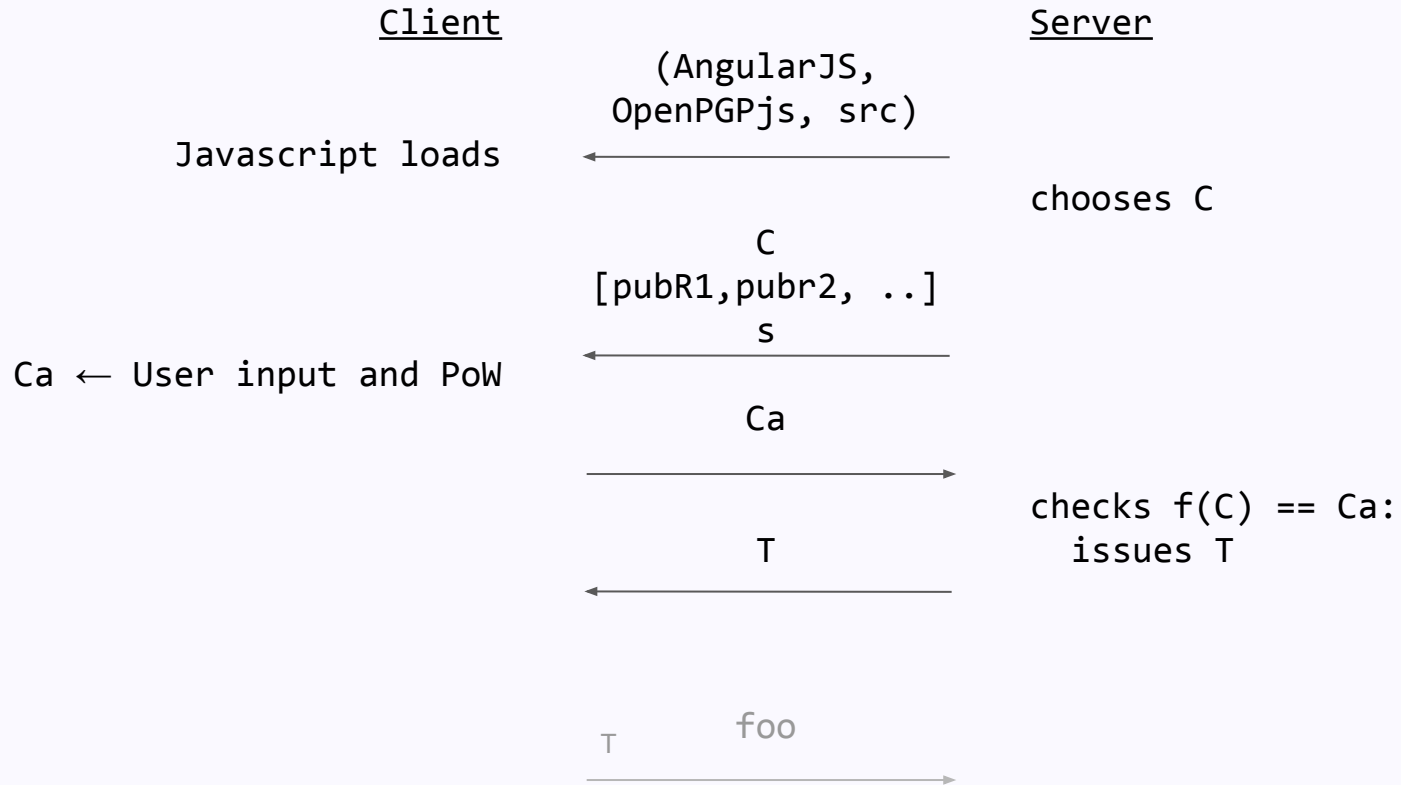 Client
Server
(AngularJS,
OpenPGPjs, src)
Javascript loads
chooses C
C
[pubR1,pubr2, ..]
s
Ca ← User input and PoW
Ca
checks f(C) == Ca:
T
issues T
foo
T